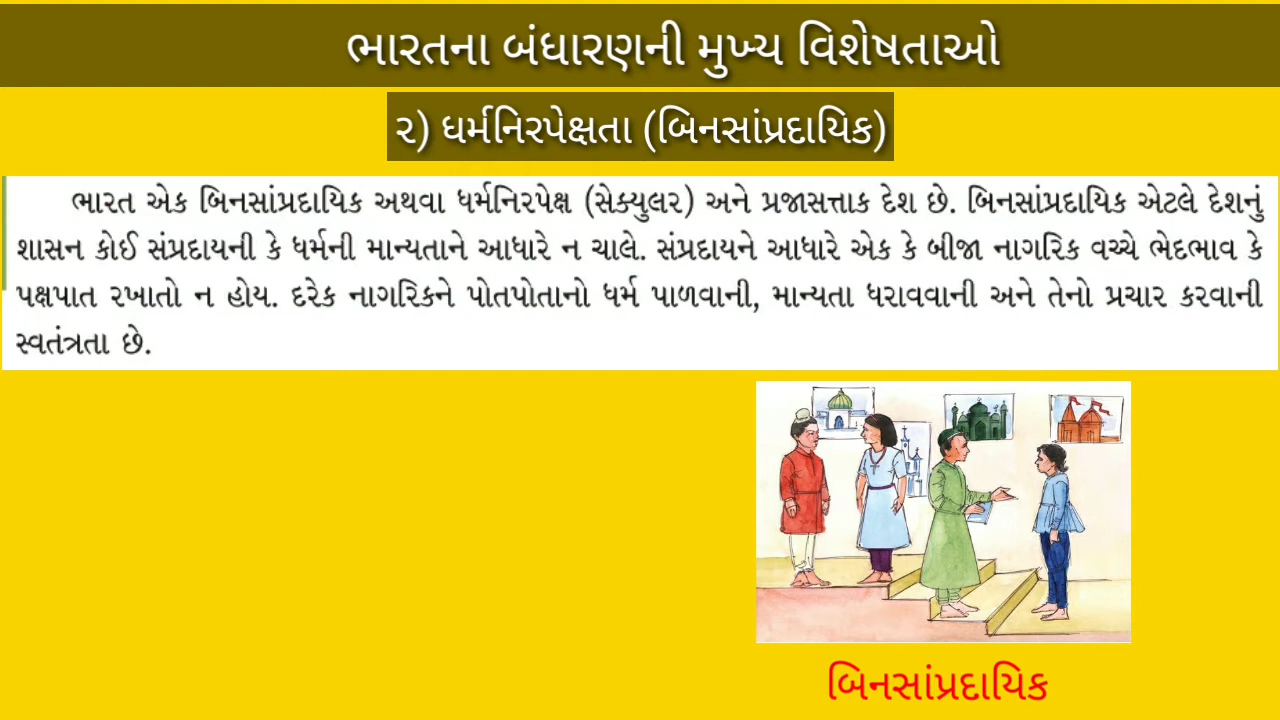 ભારતના બંધારણની મુખ્ય વિશેષતાઓ
૨) ધર્મનિરપેક્ષતા (બિનસાંપ્રદાયિક)
ભારત એક બિનસાંપ્રદાયિક અથવા ધર્મનિરપેક્ષ (સેક્યુલર) અને પ્રજાસત્તાક દેશ છે. બિનસાંપ્રદાયિક એટલે દેશનું
શાસન કોઈ સંપ્રદાયની કે ધર્મની માન્યતાને આધારે ન ચાલે. સંપ્રદાયને આધારે એક કે બીજા નાગરિક વચ્ચે ભેદભાવ કે
પક્ષપાત રખાતો ન હોય. દરેક નાગરિકને પોતપોતાનો ધર્મ પાળવાની, માન્યતા ધરાવવાની અને તેનો પ્રચાર કરવાની
સ્વતંત્રતા છે.
બિનસાંપ્રદાયિક